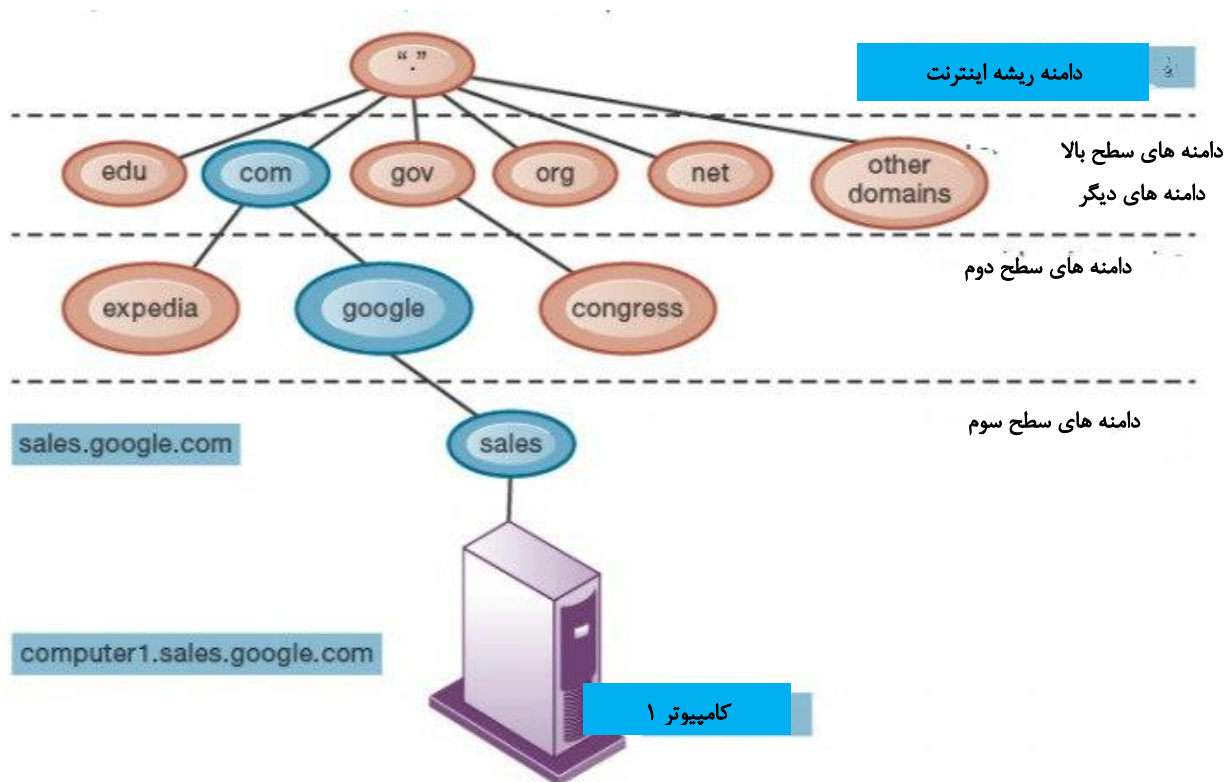 “.”
دامنه ریشه اینترنت
edu
com
gov
org
net
other
domains
دامنه های سطح بالا
دامنه های دیگر
expedia
google
congress
دامنه های سطح دوم
sales.google.com
sales
دامنه های سطح سوم
computer1.sales.google.com
کامپیوتر ۱